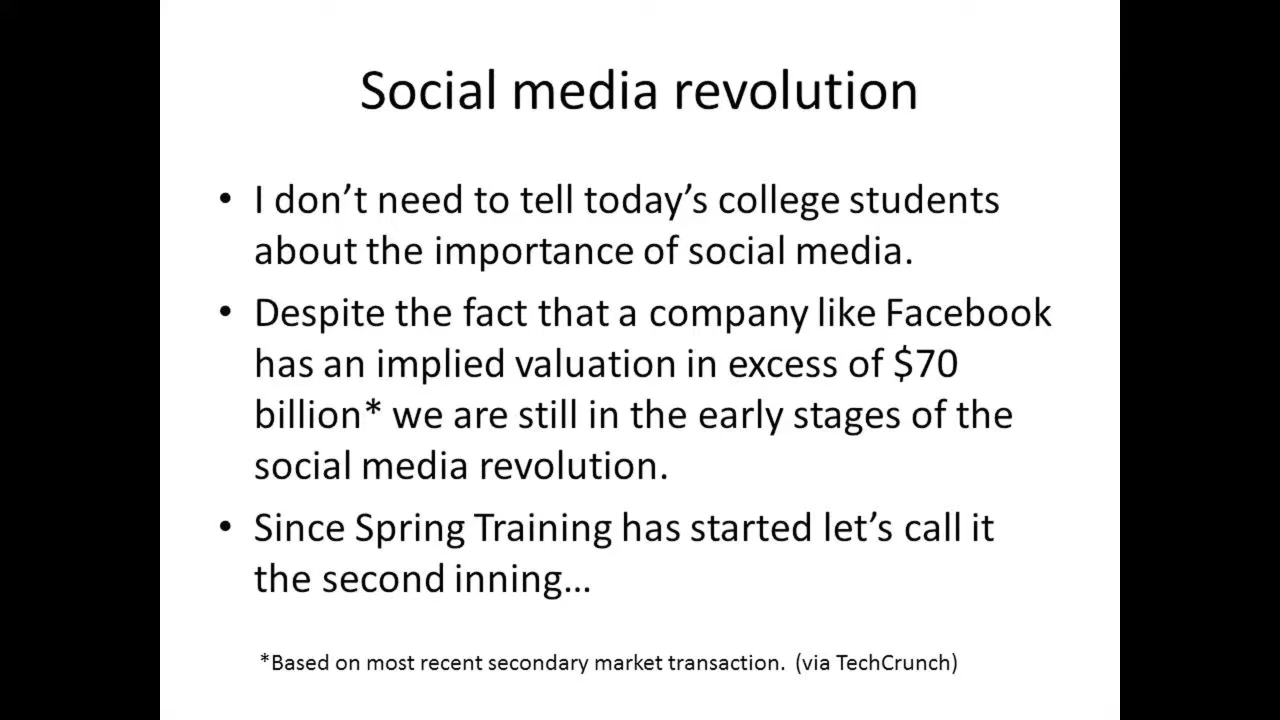 Social media revolution
• I don’t need to tell today’s college students
about the importance of social media.
• Despite the fact that a company like Facebook
has an implied valuation in excess of $70
billion* we are still in the early stages of the
social media revolution.
• Since Spring Training has started let’s call it
the second inning…
*Based on most recent secondary market transaction. (via TechCrunch)